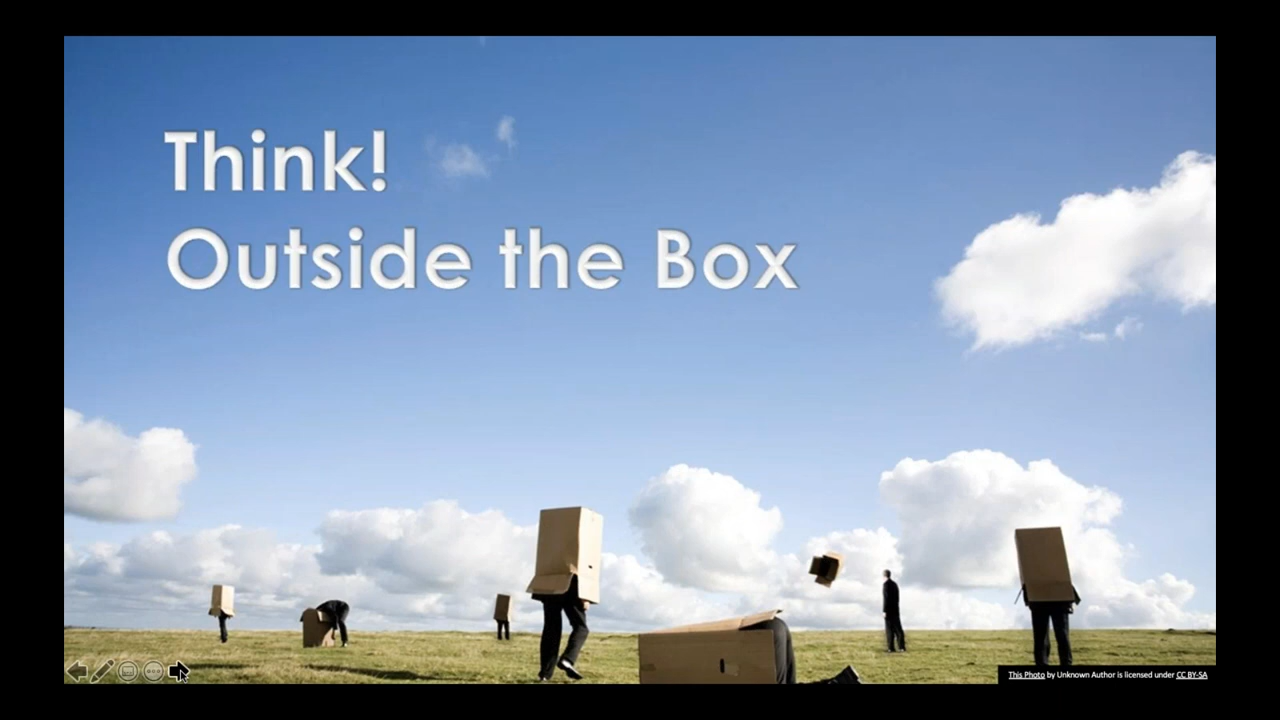 Think!
Outside the Box
This Photo by Unknown Author is licensed under CC BY-SA